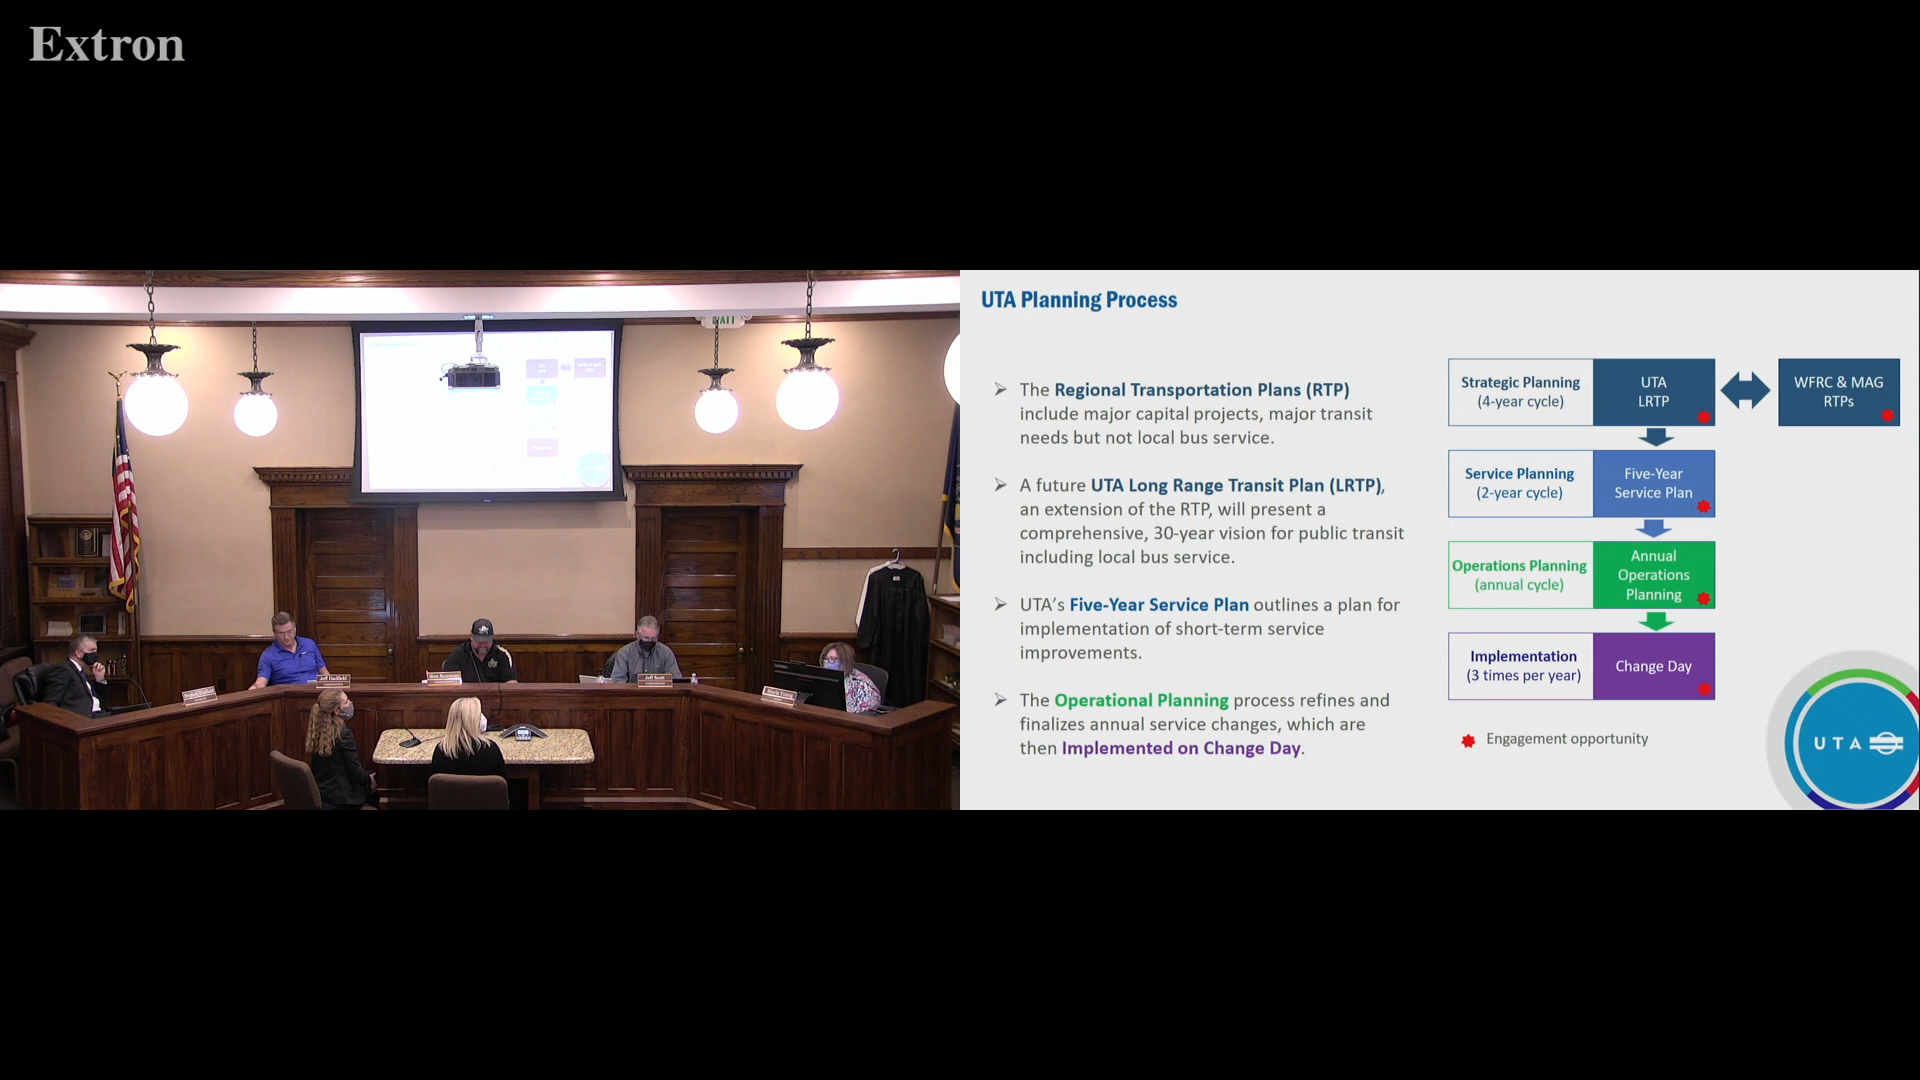 Extron
EXIT
Jeff Hadfield
Jeff Scott
UTA Planning Process
➢ The Regional Transportation Plans (RTP)
include major capital projects, major transit
needs but not local bus service.
➢ A future UTA Long Range Transit Plan (LRTP),
an extension of the RTP, will present a
comprehensive, 30-year vision for public transit
including local bus service.
➢ UTA's Five-Year Service Plan outlines a plan for
implementation of short-term service
improvements.
➢ The Operational Planning process refines and
finalizes annual service changes, which are
then Implemented on Change Day.
Strategic Planning
(4-year cycle)
UTA
LRTP
WFRC & MAG
RTPs
Service Planning
(2-year cycle)
Five-Year
Service Plan
Operations Planning
(annual cycle)
Annual
Operations
Planning
Implementation
(3 times per year)
Change Day
Engagement opportunity
UTA